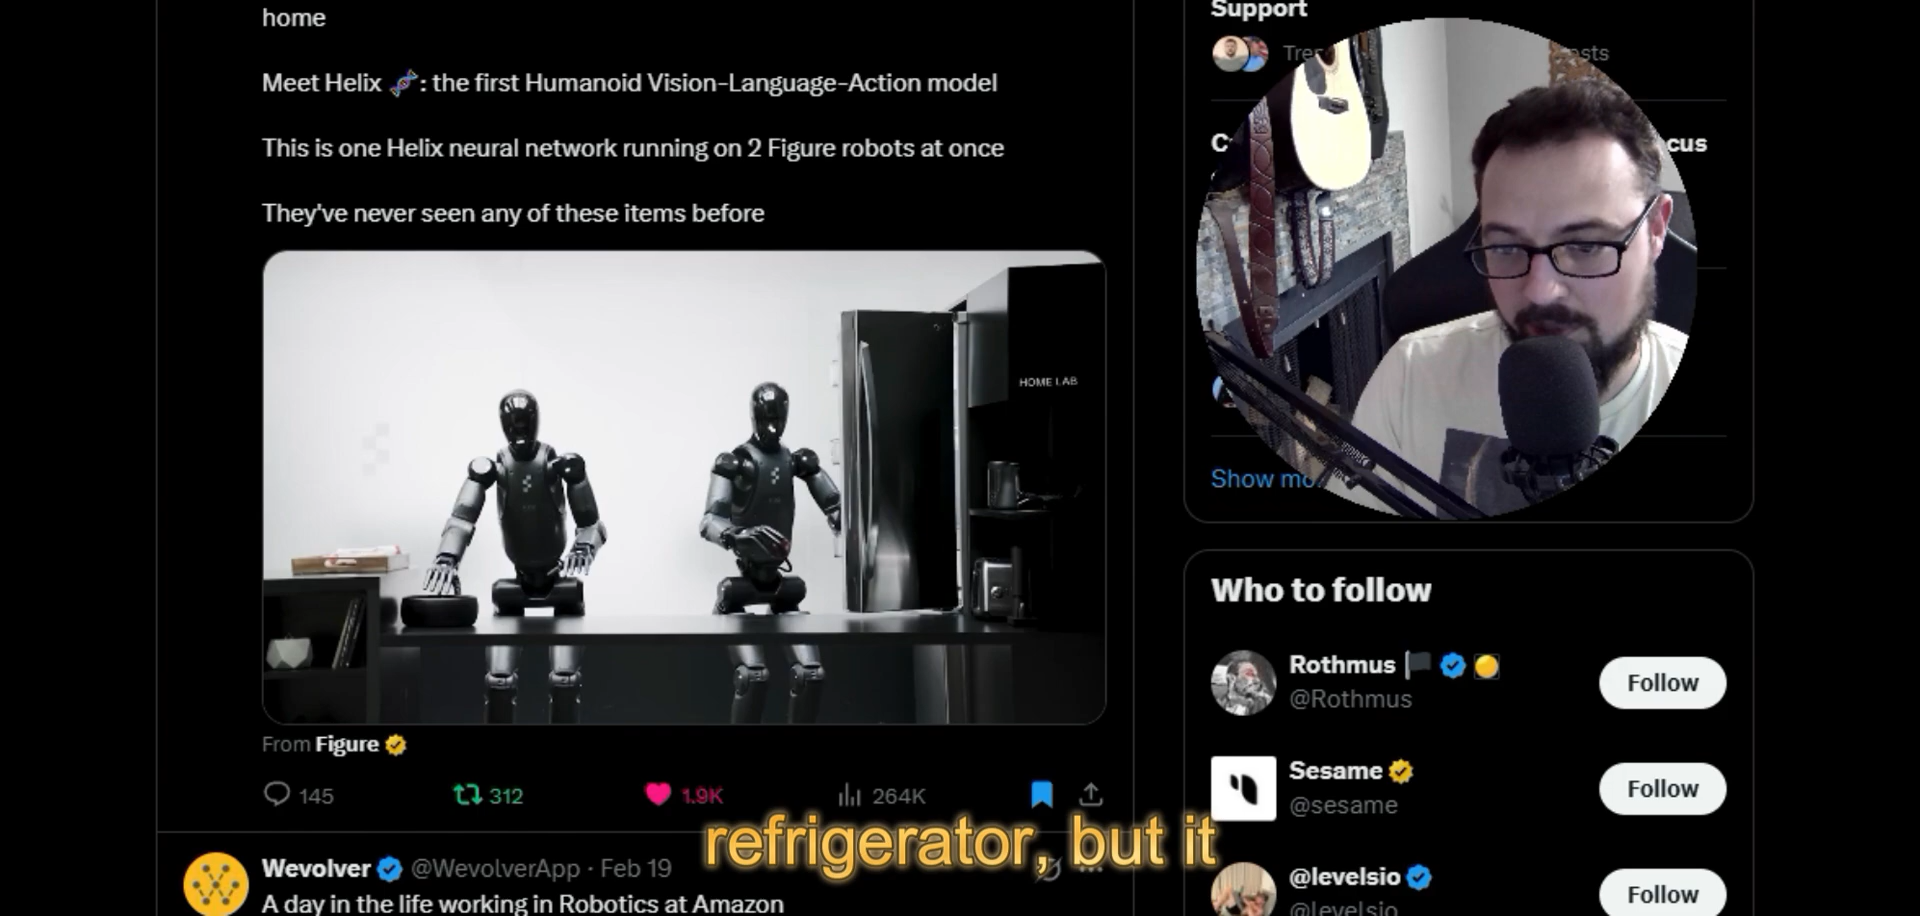 home
Meet Helix 🧬: the first Humanoid Vision-Language-Action model
This is one Helix neural network running on 2 Figure robots at once
They've never seen any of these items before
HOME LAB
From Figure
145
312
1.9K
264K
Wevolver @WevolverApp · Feb 19
A day in the life working in Robotics at Amazon
refrigerator, but it
Support
Show mo
Who to follow
Rothmus
@Rothmus
Follow
Sesame
@sesame
Follow
@levelsio
@levelsio
Follow